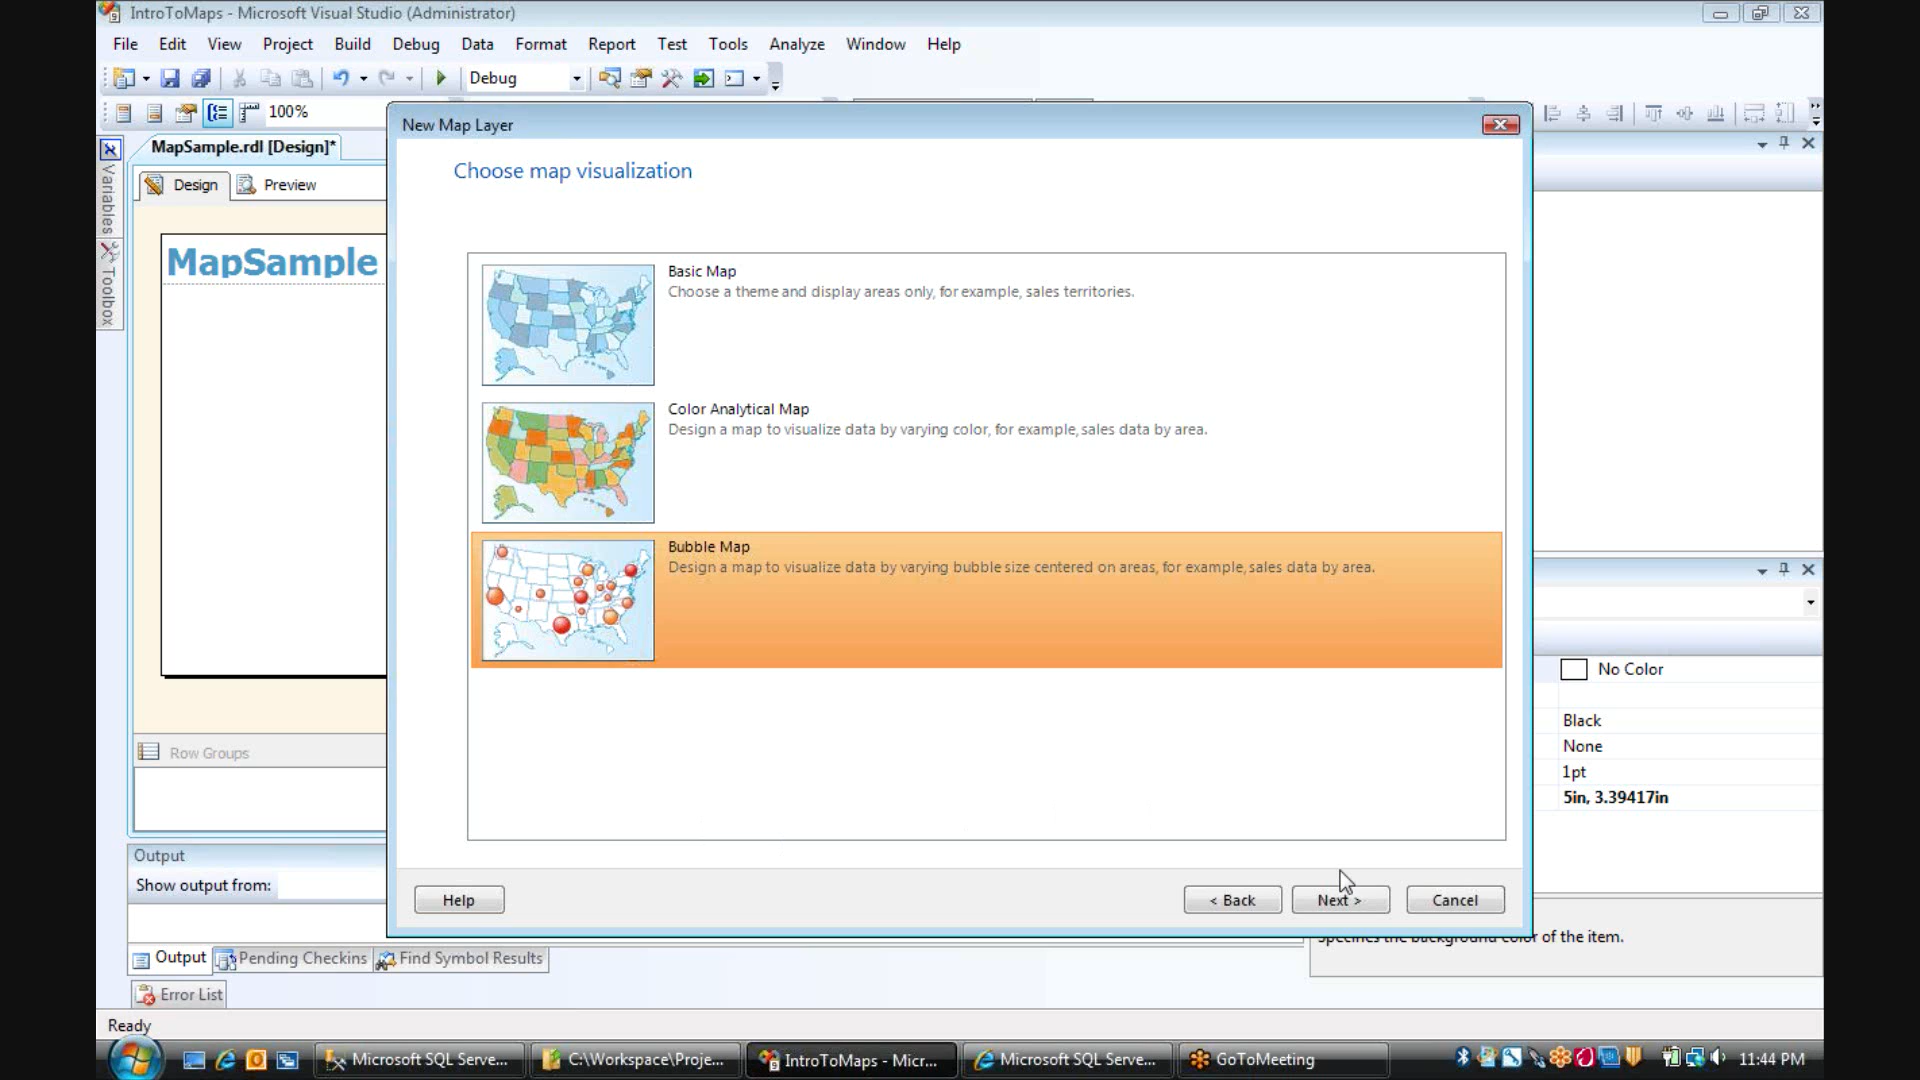 IntroToMaps - Microsoft Visual Studio (Administrator)
File Edit View Project Build Debug Data Format Report Test Tools Analyze Window Help
Debug
100%
New Map Layer
MapSample.rdl [Design]*
Choose map visualization
Design Preview
Variables
Toolbox
MapSample
Basic Map
Choose a theme and display areas only, for example, sales territories.
Color Analytical Map
Design a map to visualize data by varying color, for example, sales data by area.
Bubble Map
Design a map to visualize data by varying bubble size centered on areas, for example, sales data by area.
No Color
Black
None
1pt
5in, 3.39417in
Row Groups
Output
Show output from:
Help < Back Next > Cancel
Specifies the background color of the item.
Output Pending Checkins Find Symbol Results
Error List
Ready
Microsoft SQL Serve... C:\Workspace\Proje... IntroToMaps - Micr... Microsoft SQL Serve... GoToMeeting 11:44 PM